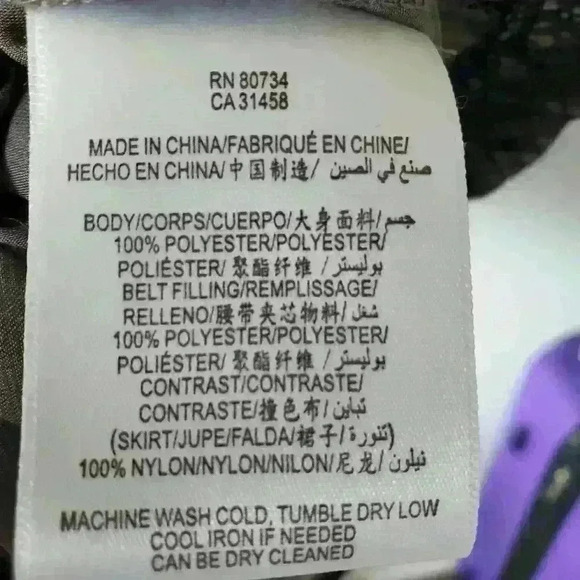 RN 80734
CA 31458
MADE IN CHINA/FABRIQUÉ EN CHINE/
HECHO EN CHINA/中国制造/ صنع في الصين
BODY/CORPS/CUERPO/大身面料/جسم
100% POLYESTER/POLYESTER/
POLIÉSTER/ 聚酯纤维 / بوليستر
BELT FILLING/REMPLISSAGE/
RELLENO/腰带夹芯物料/ شغل
100% POLYESTER/POLYESTER/
POLIÉSTER/ 聚酯纤维 / بوليستر
CONTRAST/CONTRASTE/
CONTRASTE/撞色布/ تباين
(SKIRT/JUPE/FALDA/裙子/تنورة)
100% NYLON/NYLON/NILON/尼龙/ نيلون
MACHINE WASH COLD, TUMBLE DRY LOW
COOL IRON IF NEEDED
CAN BE DRY CLEANED